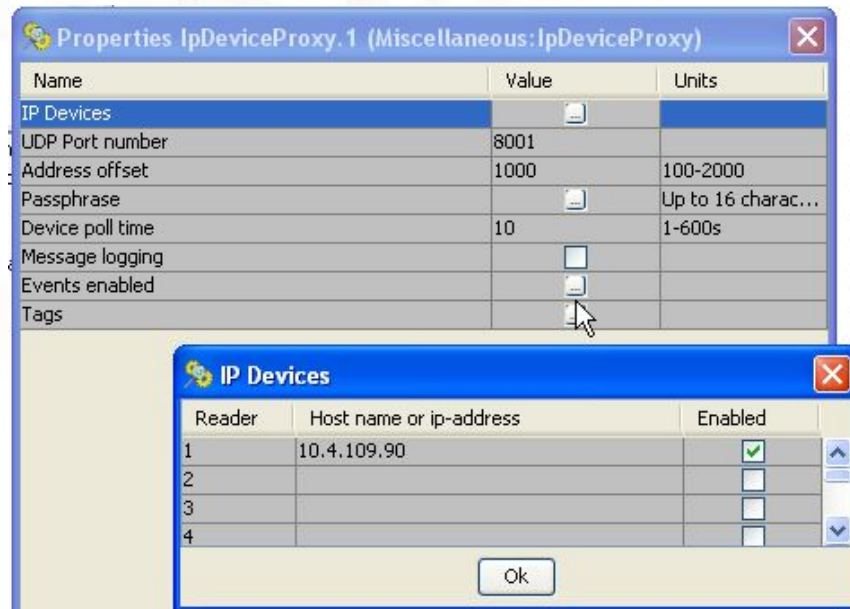 Properties IpDeviceProxy.1 (Miscellaneous:IpDeviceProxy)
Name Value Units
IP Devices ...
UDP Port number 8001
Address offset 1000 100-2000
Passphrase ... Up to 16 charac...
Device poll time 10 1-600s
Message logging
Events enabled ...
Tags ...
IP Devices
Reader Host name or ip-address Enabled
1 10.4.109.90
2
3
4
Ok